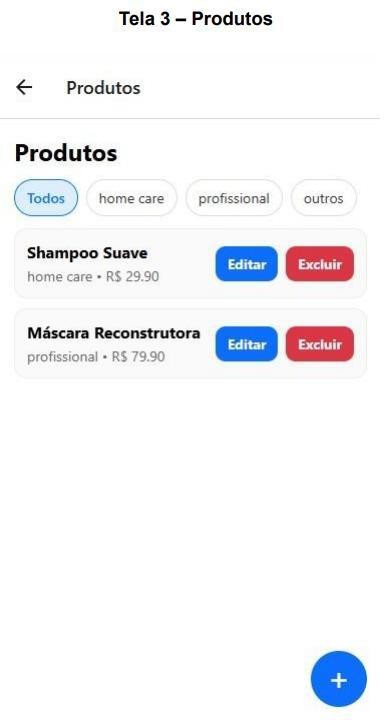 Tela 3 – Produtos
← Produtos
Produtos
Todos home care profissional outros
Shampoo Suave
home care • R$ 29.90
Editar Excluir
Máscara Reconstrutora
profissional • R$ 79.90
Editar Excluir
+